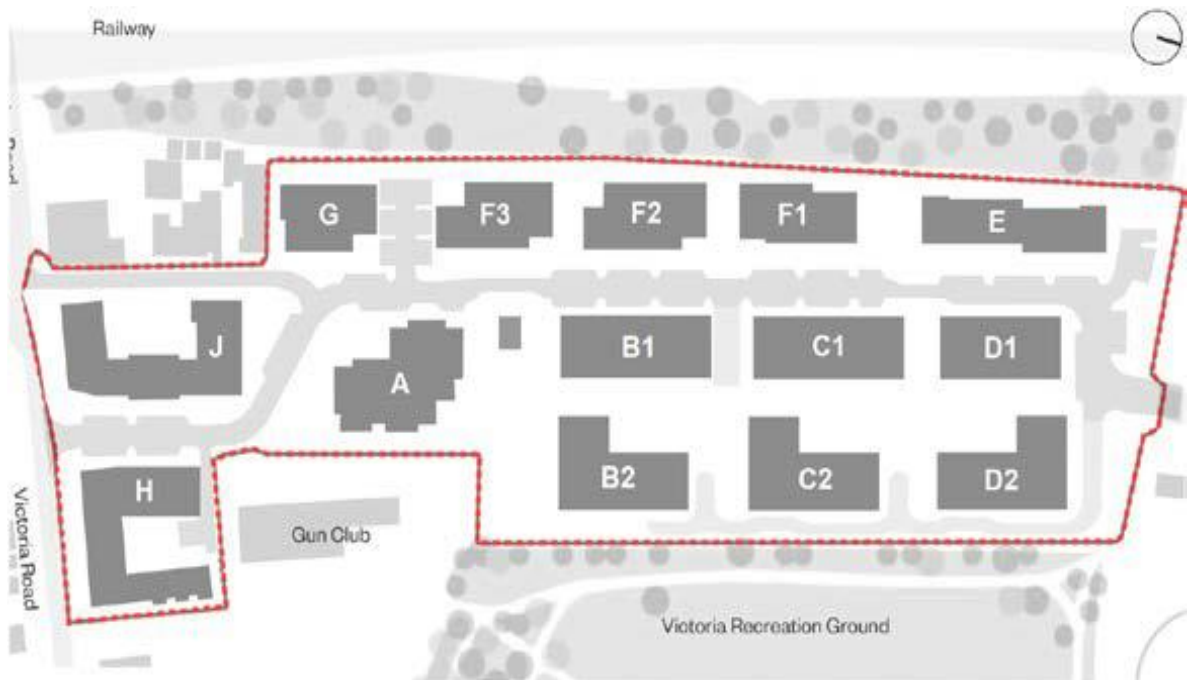 Railway
G
F3
F2
F1
E
J
A
B1
C1
D1
H
B2
C2
D2
Gun Club
Victoria Road
Victoria Recreation Ground